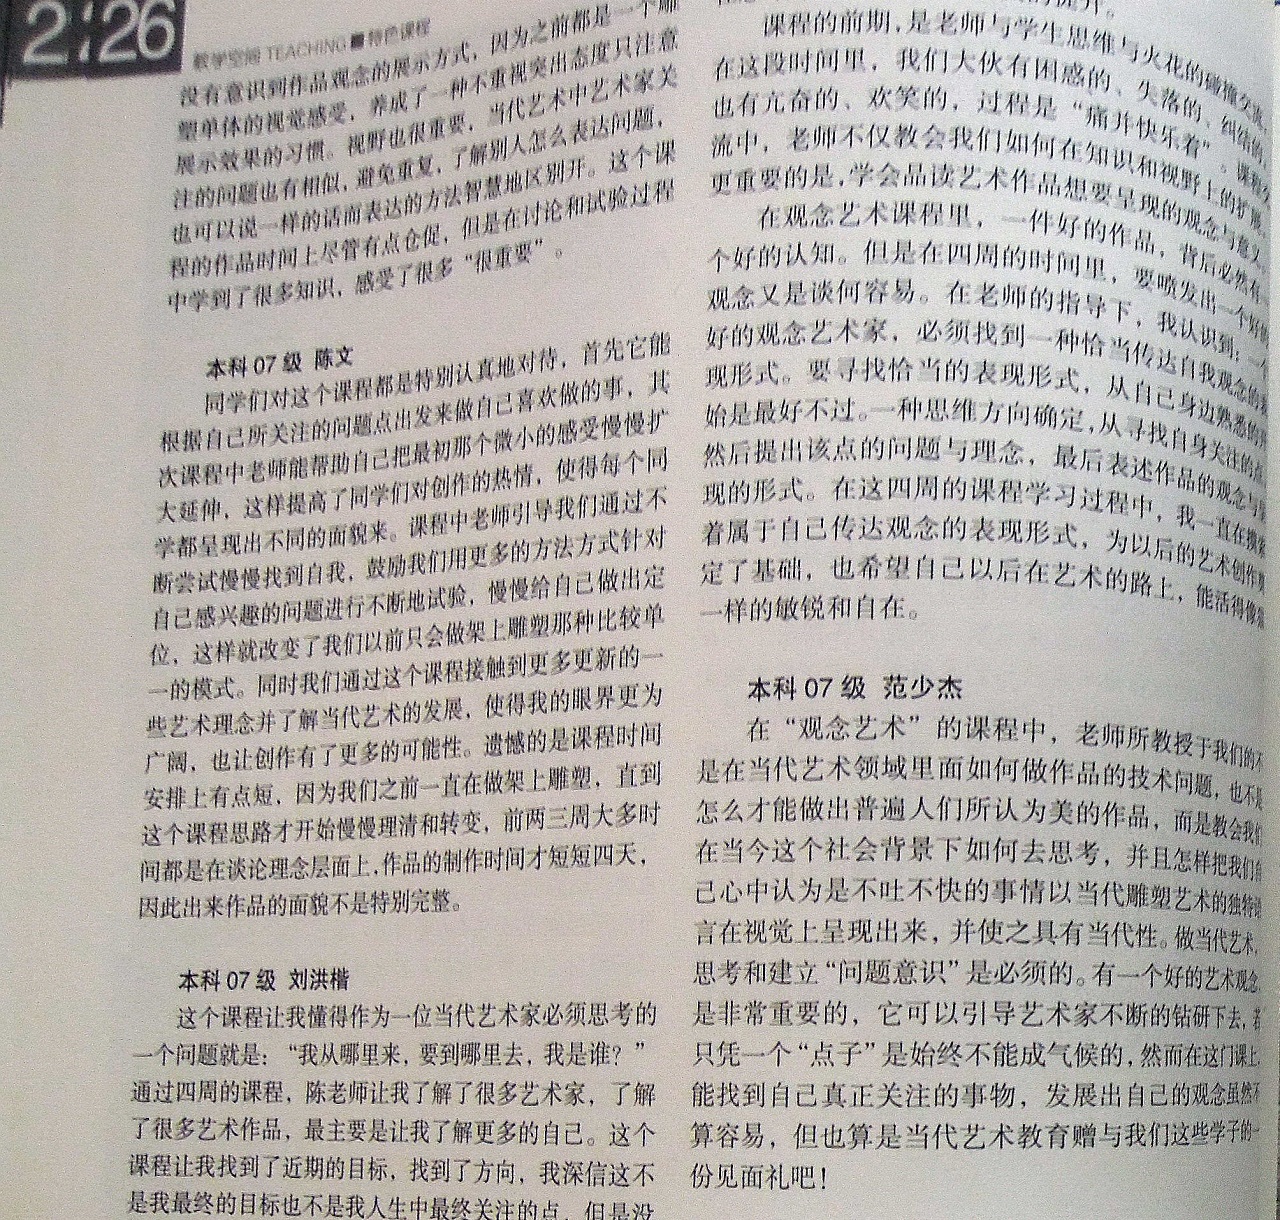 2:26
教学空间 TEACHING ■ 特色课程
没有意识到作品观念的展示方式，因为之前都是一个雕
塑单体的视觉感受，养成了一种不重视突出态度只注意
展示效果的习惯。视野也很重要，当代艺术中艺术家关
注的问题也有相似，避免重复，了解别人怎么表达问题，
也可以说一样的话而表达的方法智慧地区别开。这个课
程的作品时间上尽管有点仓促，但是在讨论和试验过程
中学到了很多知识，感受了很多“很重要”。
本科 07 级 陈文
同学们对这个课程都是特别认真地对待，首先它能
根据自己所关注的问题点出发来做自己喜欢做的事，其
次课程中老师能帮助自己把最初那个微小的感受慢慢扩
大延伸，这样提高了同学们对创作的热情，使得每个同
学都呈现出不同的面貌来。课程中老师引导我们通过不
断尝试慢慢找到自我，鼓励我们用更多的方法方式针对
自己感兴趣的问题进行不断地试验，慢慢给自己做出定
位，这样就改变了我们以前只会做架上雕塑那种比较单
一的模式。同时我们通过这个课程接触到更多更新的一
些艺术理念并了解当代艺术的发展，使得我的眼界更为
广阔，也让创作有了更多的可能性。遗憾的是课程时间
安排上有点短，因为我们之前一直在做架上雕塑，直到
这个课程思路才开始慢慢理清和转变，前两三周大多时
间都是在谈论理念层面上，作品的制作时间才短短四天，
因此出来作品的面貌不是特别完整。
本科 07 级 刘洪楷
这个课程让我懂得作为一位当代艺术家必须思考的
一个问题就是：“我从哪里来，要到哪里去，我是谁？”
通过四周的课程，陈老师让我了解了很多艺术家，了解
了很多艺术作品，最主要是让我了解更多的自己。这个
课程让我找到了近期的目标，找到了方向，我深信这不
是我最终的目标也不是我人生中最终关注的点，但是没
课程的前期，是老师与学生思维与火花的碰撞交流，
在这段时间里，我们大伙有困惑的、失落的、纠结的，
也有亢奋的、欢笑的，过程是“痛并快乐着”。课程交
流中，老师不仅教会我们如何在知识和视野上的扩展，
更重要的是，学会品读艺术作品想要呈现的观念与意义。
在观念艺术课程里，一件好的作品，背后必然有一
个好的认知。但是在四周的时间里，要喷发出一个好的
观念又是谈何容易。在老师的指导下，我认识到：一个
好的观念艺术家，必须找到一种恰当传达自我观念的表
现形式。要寻找恰当的表现形式，从自己身边熟悉的开
始是最好不过。一种思维方向确定，从寻找自身关注的点，
然后提出该点的问题与理念，最后表述作品的观念与呈
现的形式。在这四周的课程学习过程中，我一直在摸索
着属于自己传达观念的表现形式，为以后的艺术创作奠
定了基础，也希望自己以后在艺术的路上，能活得像
一样的敏锐和自在。
本科 07 级 范少杰
在“观念艺术”的课程中，老师所教授于我们的不
是在当代艺术领域里面如何做作品的技术问题，也不是
怎么才能做出普遍人们所认为美的作品，而是教会我们
在当今这个社会背景下如何去思考，并且怎样把我们自
己心中认为是不吐不快的事情以当代雕塑艺术的独特语
言在视觉上呈现出来，并使之具有当代性。做当代艺术，
思考和建立“问题意识”是必须的。有一个好的艺术观念，
是非常重要的，它可以引导艺术家不断的钻研下去，若
只凭一个“点子”是始终不能成气候的，然而在这门课上，
能找到自己真正关注的事物，发展出自己的观念虽然不
算容易，但也算是当代艺术教育赠与我们这些学子的一
份见面礼吧！